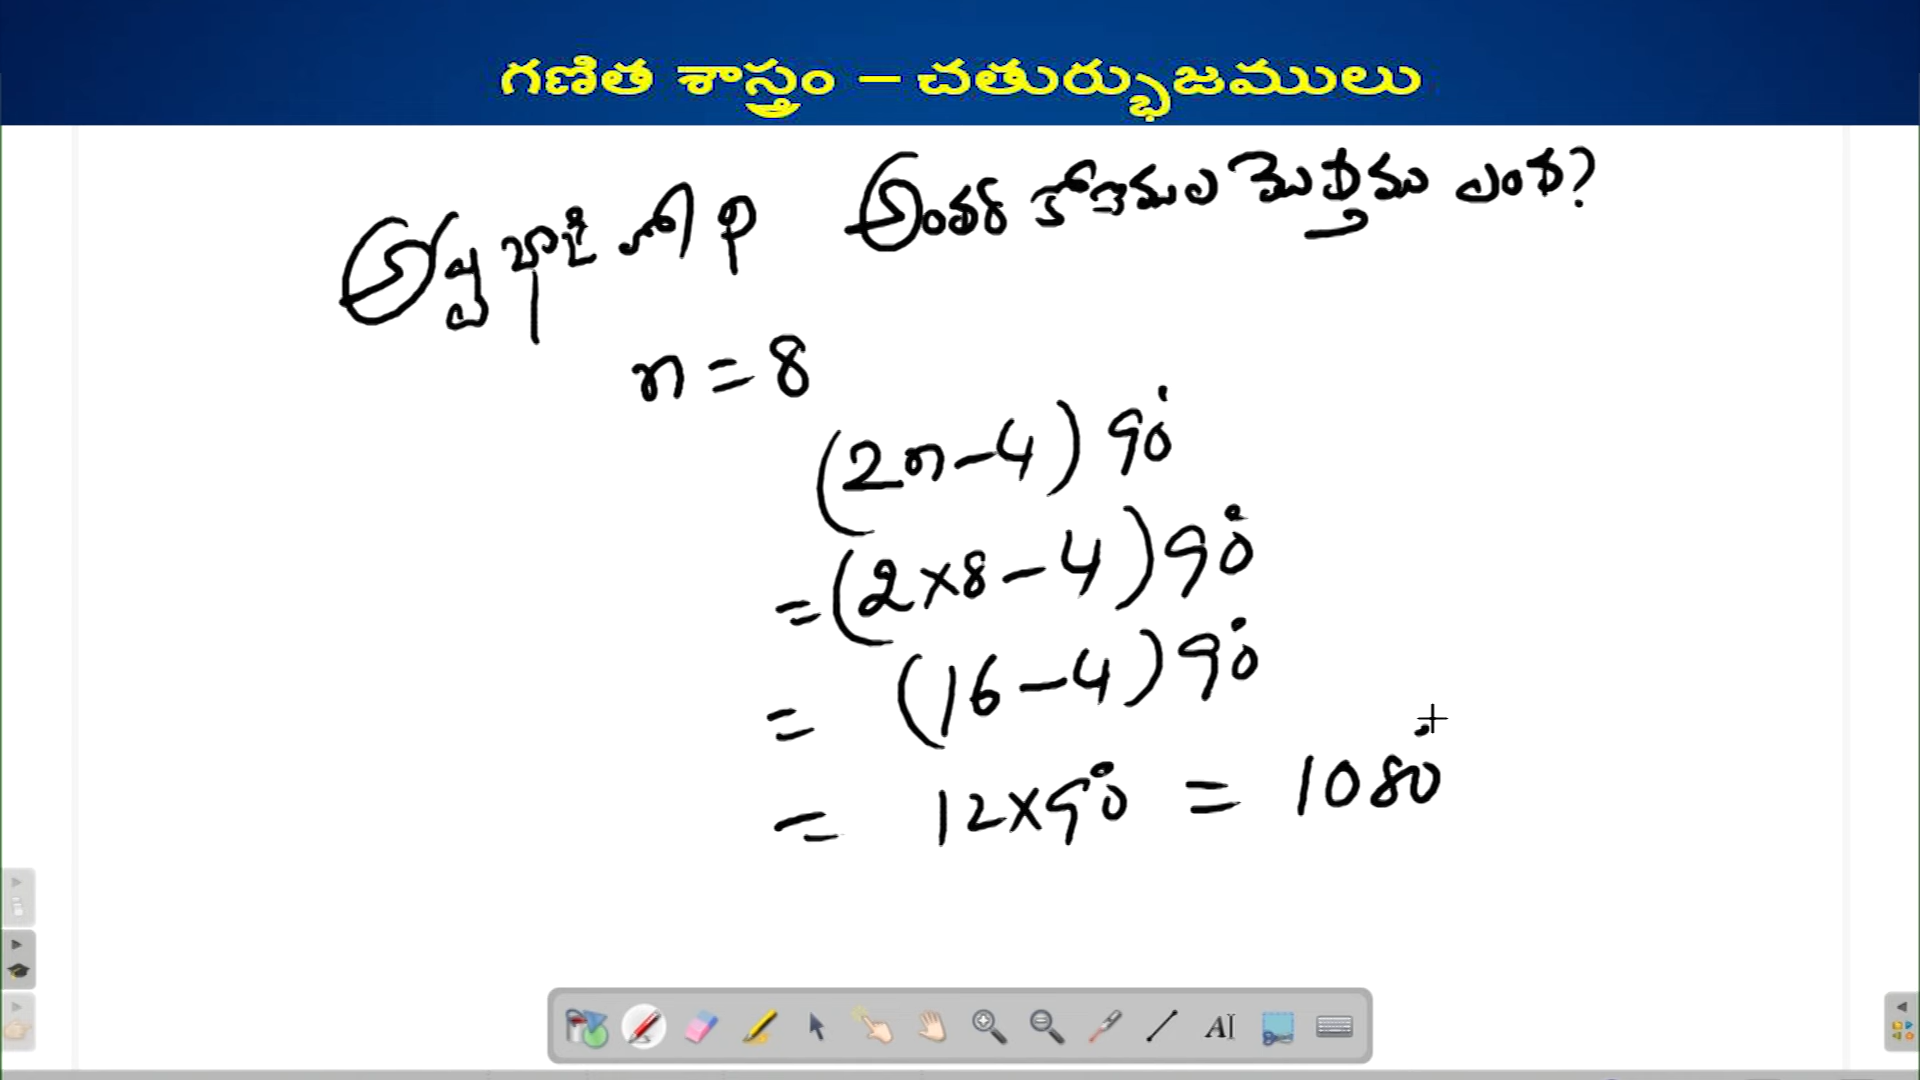 గణిత శాస్త్రం – చతుర్భుజములు
అష్టభుజి అంతర కోణముల మొత్తము ఎంత?
n = 8
(2n-4) 90°
= (2×8-4) 90°
= (16-4) 90°
= 12×90° = 1080°
AI